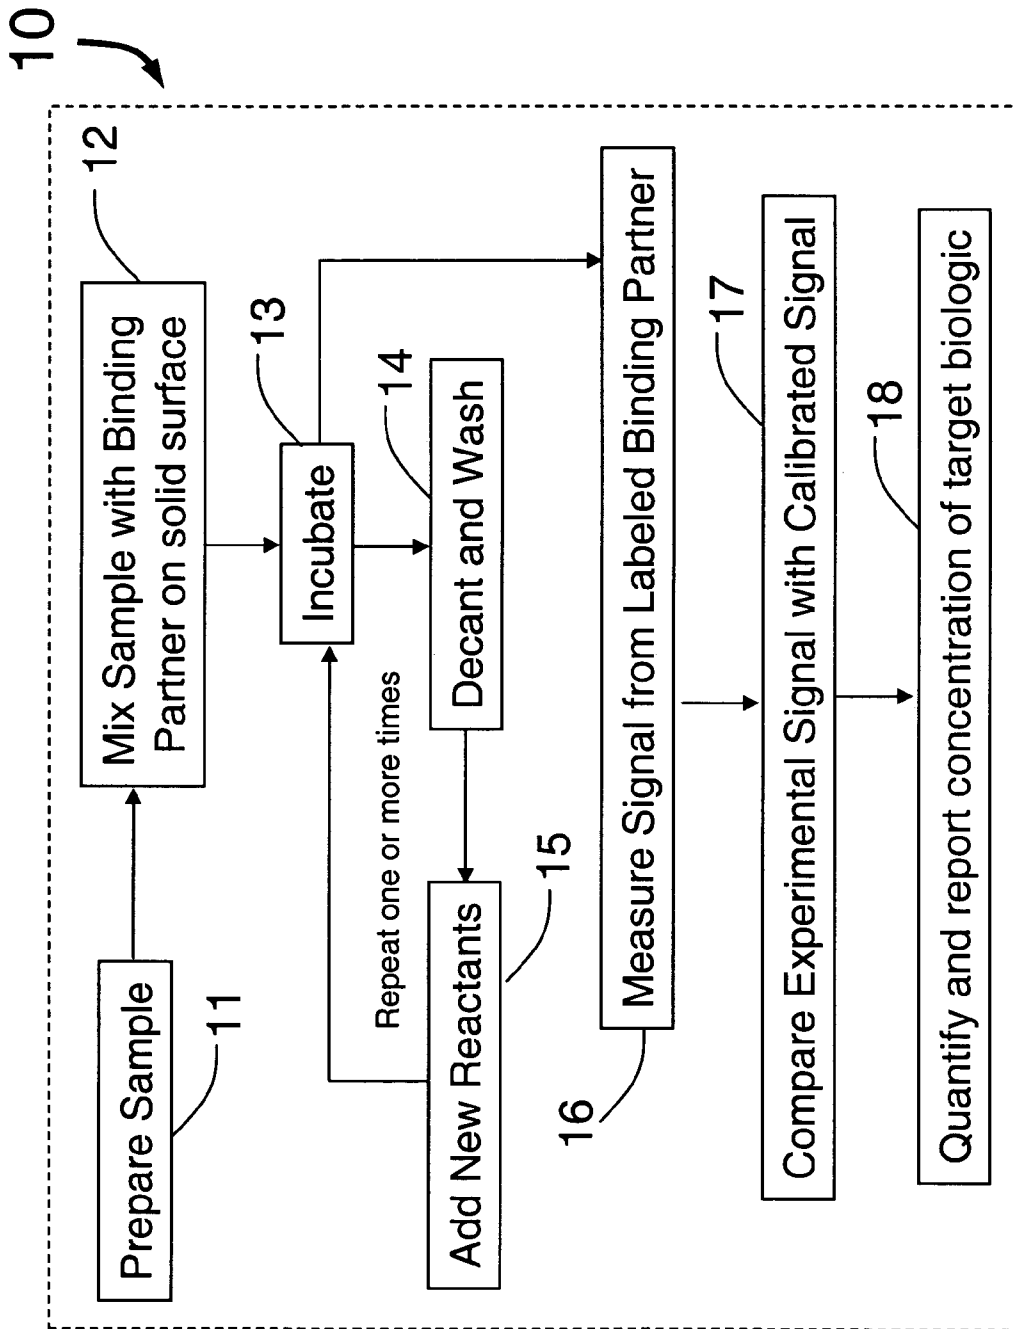 10
Prepare Sample
11
Mix Sample with Binding
Partner on solid surface
12
Incubate
13
Decant and Wash
14
Repeat one or more times
Add New Reactants
15
Measure Signal from Labeled Binding Partner
16
Compare Experimental Signal with Calibrated Signal
17
Quantify and report concentration of target biologic
18